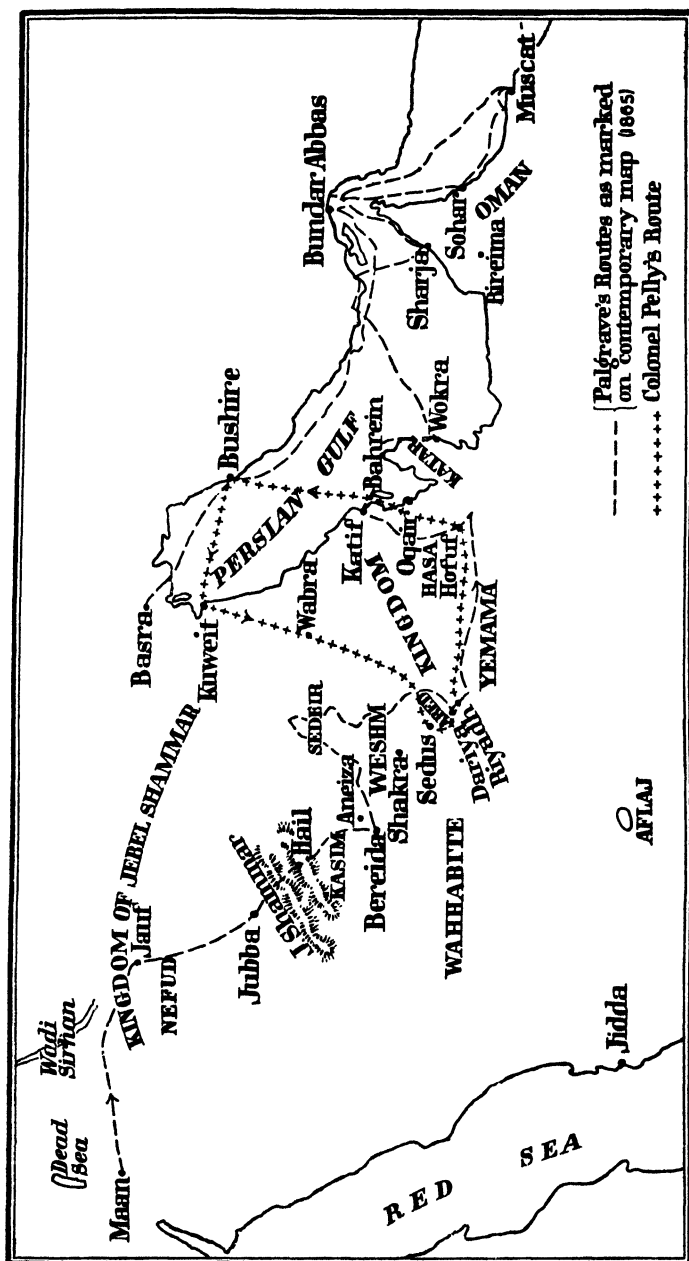 Dead
Sea
Wadi
Sirhan
Maan
KINGDOM OF JEBEL SHAMMAR
Jauf
NEFUD
Jubba
J. Shammar
Hail
KASIM
Bereida
Aneiza
WESHM
Shakra
SEDEIR
Sedus
ARED
Dariya
Riyadh
WAHHABITE
KINGDOM
YEMAMA
AFLAJ
Jidda
RED SEA
Basra
Kuweit
Wabra
Bushire
PERSIAN GULF
Katif
Bahrein
Ogair
HASA
Hofuf
KATAR
Wokra
Bundar Abbas
Sharja
Sohar
Bireima
OMAN
Muscat
Palgrave's Routes as marked
on contemporary map (1865)
Colonel Pelly's Route